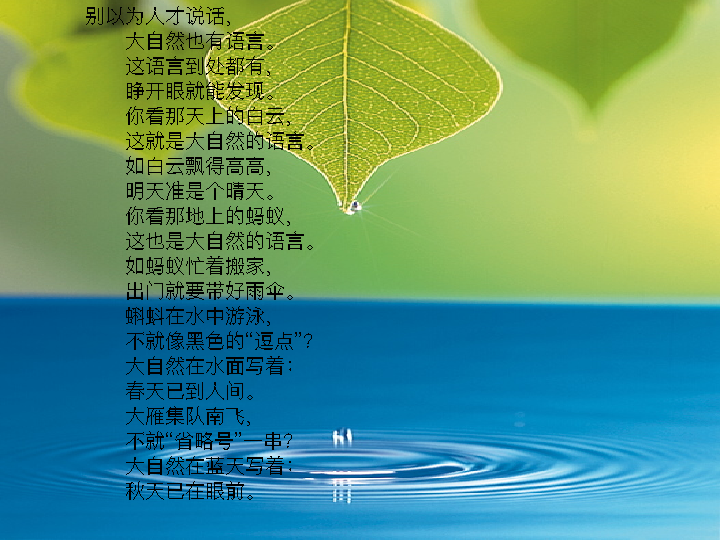 别以为人才说话,
大自然也有语言。
这语言到处都有,
睁开眼就能发现。
你看那天上的白云,
这就是大自然的语言。
如白云飘得高高,
明天准是个晴天。
你看那地上的蚂蚁,
这也是大自然的语言。
如蚂蚁忙着搬家,
出门就要带好雨伞。
蝌蚪在水中游泳,
不就像黑色的“逗点”?
大自然在水面写着:
春天已到人间。
大雁集队南飞,
不就“省略号”一串?
大自然在蓝天写着:
秋天已在眼前。